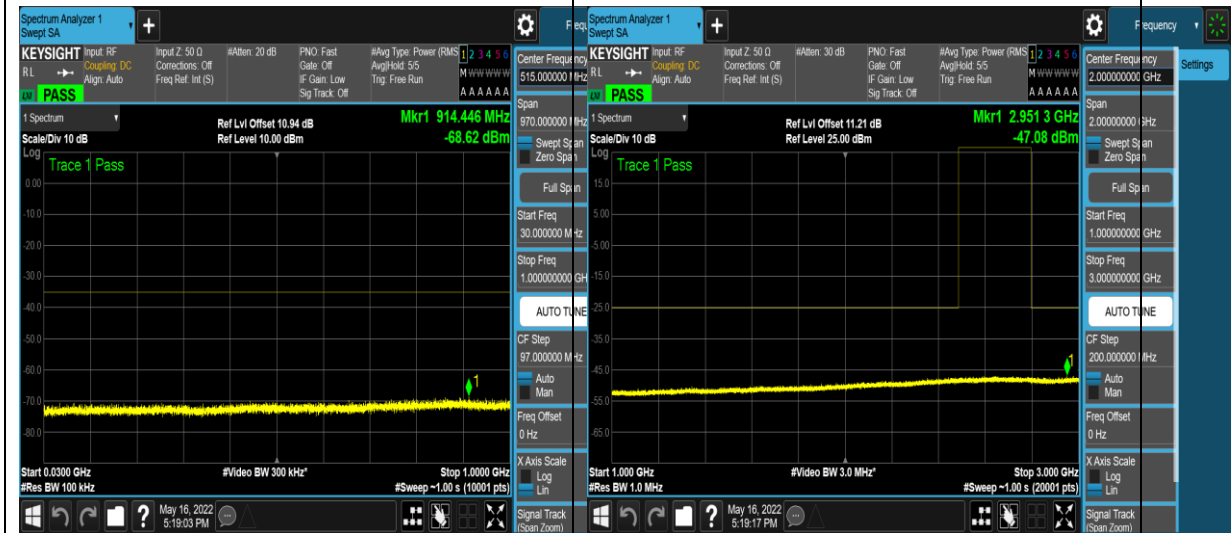 Spectrum Analyzer 1
Swept SA
+
Frequ
KEYSIGHT
RL
PASS
Input: RF
Coupling: DC
Align: Auto
Input Z: 50 Ω
Corrections: Off
Freq Ref: Int (S)
#Atten: 20 dB
PNO: Fast
Gate: Off
IF Gain: Low
Sig Track: Off
#Avg Type: Power (RMS
Avg|Hold: 5/5
Trig: Free Run
1 2 3 4 5 6
M W W W W W
A A A A A A
1 Spectrum
Scale/Div 10 dB
Log
Ref Lvl Offset 10.94 dB
Ref Level 10.00 dBm
Mkr1 914.446 MHz
-68.62 dBm
Trace 1 Pass
0.00
-10.0
-20.0
-30.0
-40.0
-50.0
-60.0
-70.0
-80.0
1
Start 0.0300 GHz
#Res BW 100 kHz
#Video BW 300 kHz*
Stop 1.0000 GHz
#Sweep ~1.00 s (10001 pts)
Center Frequency
515.000000 MHz
Span
970.000000 MHz
Swept Span
Zero Span
Full Span
Start Freq
30.000000 MHz
Stop Freq
1.000000000 GH
AUTO TUNE
CF Step
97.000000 MHz
Auto
Man
Freq Offset
0 Hz
X Axis Scale
Log
Lin
Signal Track
(Span Zoom)
?
May 16, 2022
5:19:03 PM
Spectrum Analyzer 1
Swept SA
+
Frequency
Settings
KEYSIGHT
RL
PASS
Input: RF
Coupling: DC
Align: Auto
Input Z: 50 Ω
Corrections: Off
Freq Ref: Int (S)
#Atten: 30 dB
PNO: Fast
Gate: Off
IF Gain: Low
Sig Track: Off
#Avg Type: Power (RMS
Avg|Hold: 5/5
Trig: Free Run
1 2 3 4 5 6
M W W W W W
A A A A A A
1 Spectrum
Scale/Div 10 dB
Log
Ref Lvl Offset 11.21 dB
Ref Level 25.00 dBm
Mkr1 2.951 3 GHz
-47.08 dBm
Trace 1 Pass
15.0
5.00
-5.00
-15.0
-25.0
-35.0
-45.0
-55.0
-65.0
1
Start 1.000 GHz
#Res BW 1.0 MHz
#Video BW 3.0 MHz*
Stop 3.000 GHz
#Sweep ~1.00 s (20001 pts)
Center Frequency
2.000000000 GHz
Span
2.00000000 GHz
Swept Span
Zero Span
Full Span
Start Freq
1.000000000 GHz
Stop Freq
3.000000000 GHz
AUTO TUNE
CF Step
200.000000 MHz
Auto
Man
Freq Offset
0 Hz
X Axis Scale
Log
Lin
Signal Track
(Span Zoom)
?
May 16, 2022
5:19:17 PM